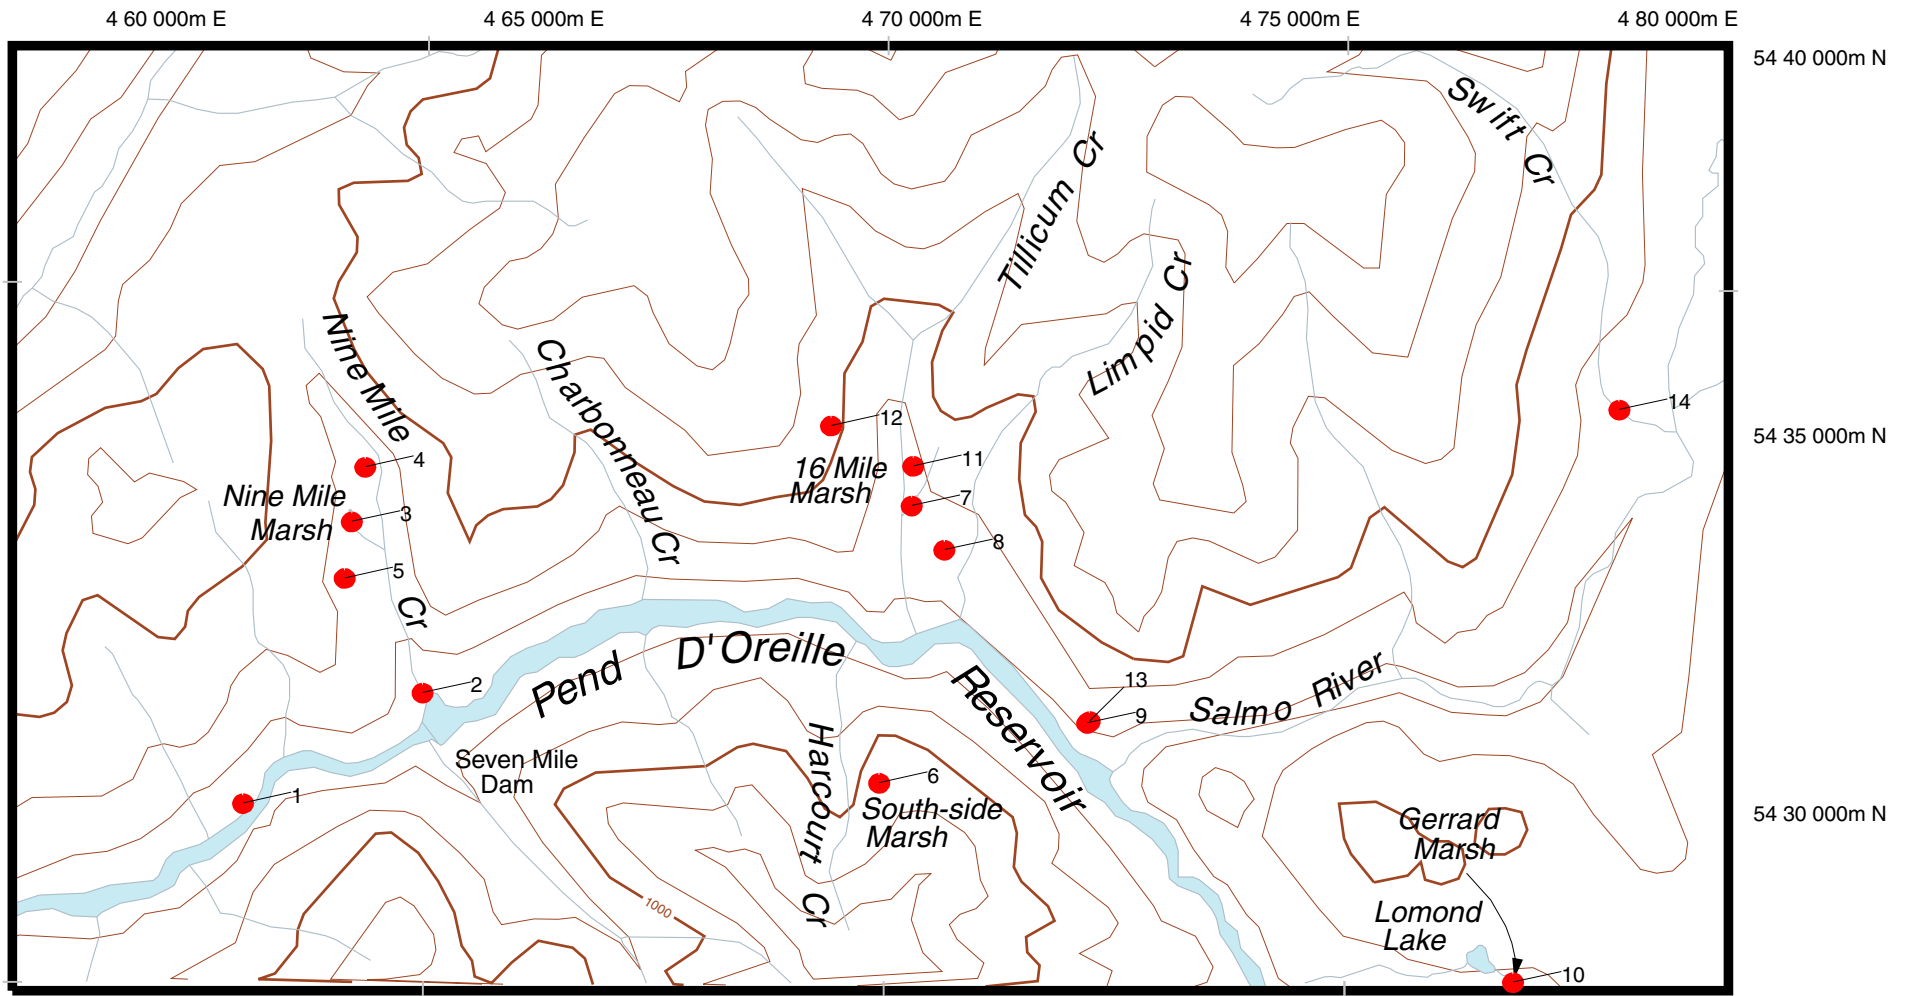 4 60 000m E
4 65 000m E
4 70 000m E
4 75 000m E
4 80 000m E
54 40 000m N
Swift Cr
Tillicum Cr
Limpid Cr
Nine Mile Cr
Charbonneau Cr
14
12
54 35 000m N
4
11
16 Mile
Marsh
Nine Mile
Marsh
7
3
8
5
Pend D'Oreille Reservoir
2
13
9
Salmo River
Harcourt Cr
Seven Mile
Dam
6
1
South-side
Marsh
Gerrard
Marsh
54 30 000m N
1000
Lomond
Lake
10